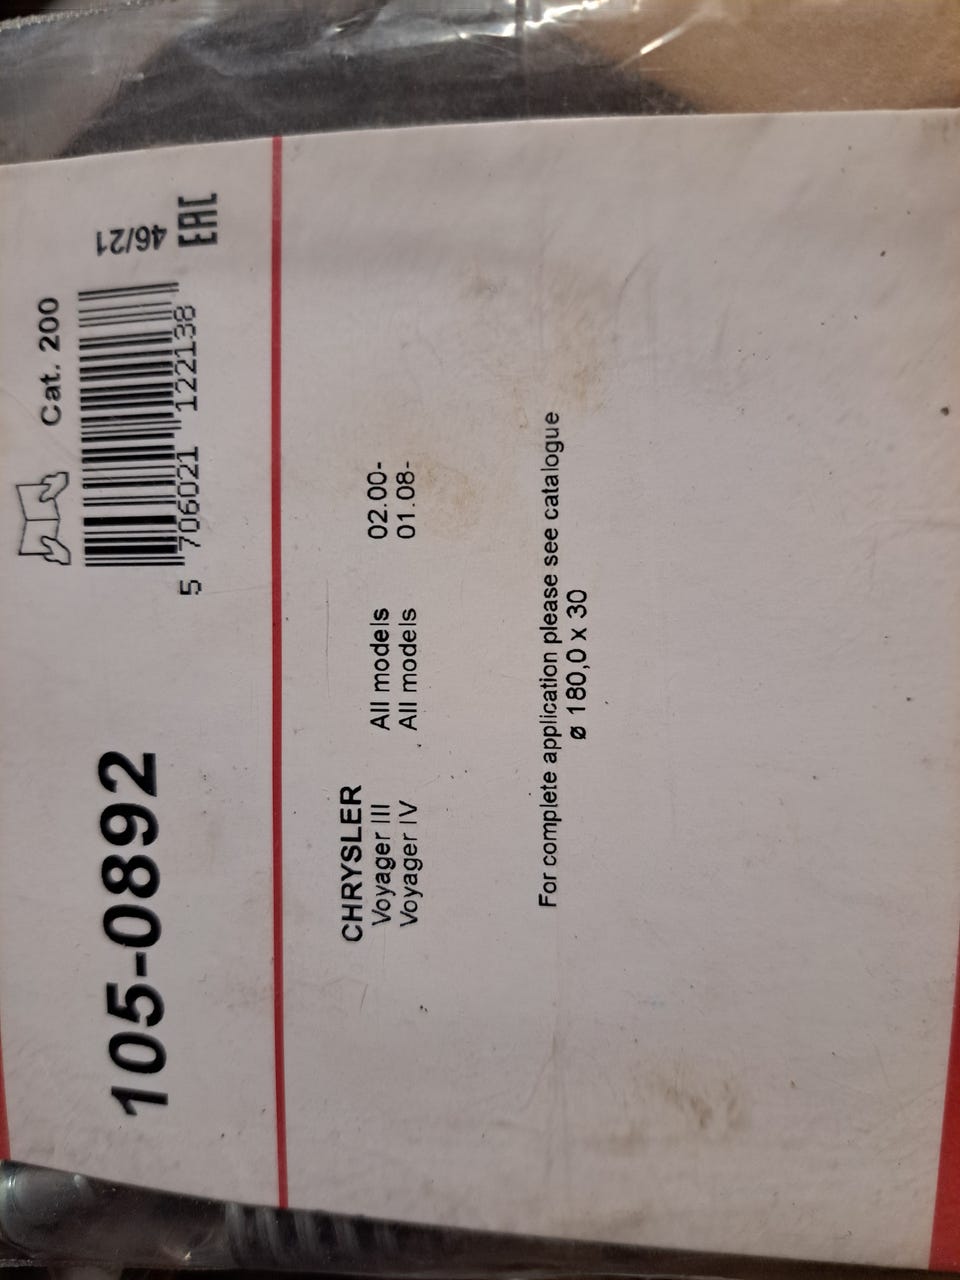 105-0892
Cat. 200
5 706021 122138
46/21
EAC
CHRYSLER
Voyager III All models 02.00-
Voyager IV All models 01.08-
For complete application please see catalogue
ø 180,0 x 30